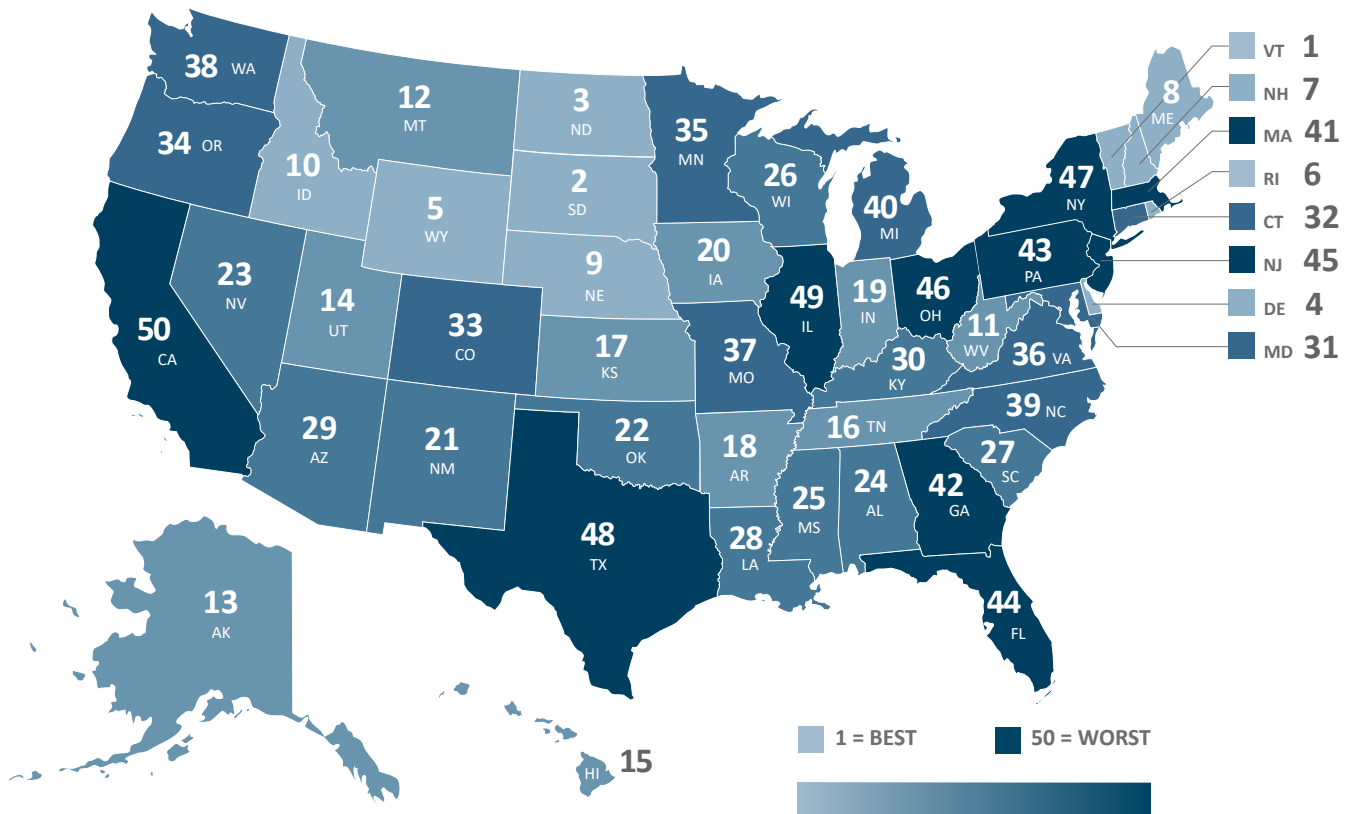 VT 1
NH 7
MA 41
RI 6
CT 32
NJ 45
DE 4
MD 31
38 WA
12
MT
3
ND
35
MN
8
ME
34 OR
10
ID
2
SD
26
WI
47
NY
5
WY
40
MI
9
NE
20
IA
43
PA
23
NV
14
UT
49
IL
19
IN
46
OH
50
CA
33
CO
17
KS
37
MO
11
WV
36 VA
30
KY
39 NC
29
AZ
21
NM
22
OK
18
AR
16 TN
27
SC
25
MS
24
AL
42
GA
48
TX
28
LA
44
FL
13
AK
HI 15
1 = BEST
50 = WORST